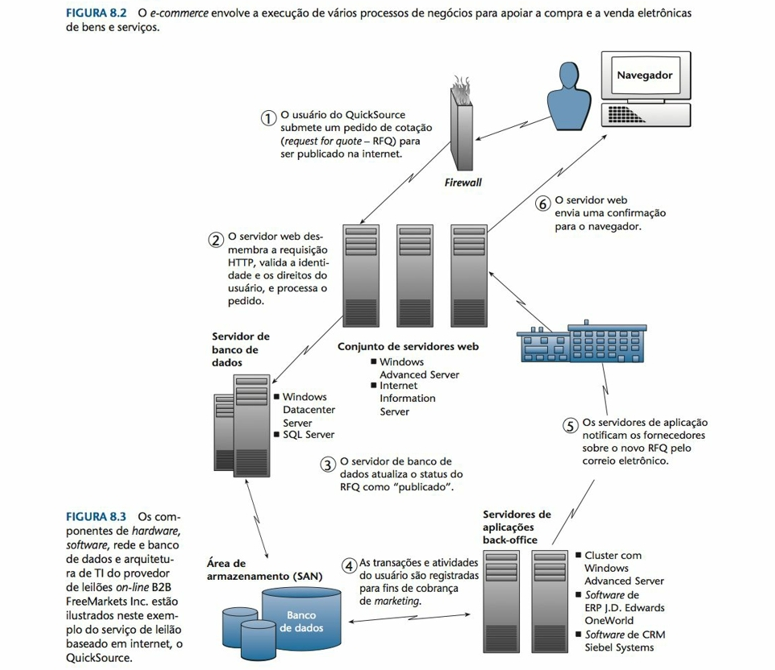 FIGURA 8.2 O e-commerce envolve a execução de vários processos de negócios para apoiar a compra e a venda eletrônicas
de bens e serviços.
Navegador
1 O usuário do QuickSource
submete um pedido de cotação
(request for quote – RFQ) para
ser publicado na internet.
Firewall
6 O servidor web
envia uma confirmação
para o navegador.
2 O servidor web des-
membra a requisição
HTTP, valida a identi-
dade e os direitos do
usuário, e processa o
pedido.
Servidor de
banco de
dados
Conjunto de servidores web
■ Windows
Advanced Server
■ Internet
Information
Server
■ Windows
Datacenter
Server
■ SQL Server
5 Os servidores de aplicação
notificam os fornecedores
sobre o novo RFQ pelo
correio eletrônico.
3 O servidor de banco de
dados atualiza o status do
RFQ como “publicado”.
FIGURA 8.3 Os com-
ponentes de hardware,
software, rede e banco
de dados e arquitetu-
ra de TI do provedor
de leilões on-line B2B
FreeMarkets Inc. estão
ilustrados neste exem-
plo do serviço de leilão
baseado em internet, o
QuickSource.
Área de
armazenamento (SAN)
Banco
de dados
4 As transações e atividades
do usuário são registradas
para fins de cobrança
de marketing.
Servidores de
aplicações
back-office
■ Cluster com
Windows
Advanced Server
■ Software de
ERP J.D. Edwards
OneWorld
■ Software de CRM
Siebel Systems